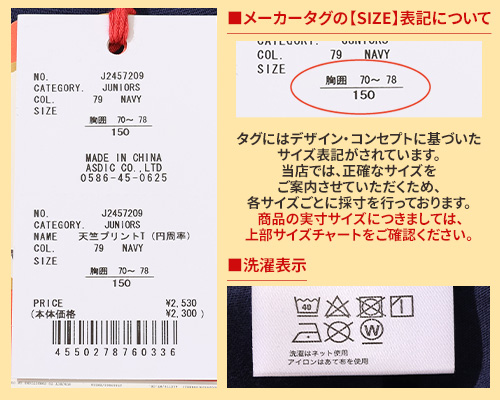 NO. J2457209
CATEGORY. JUNIORS
COL. 79 NAVY
SIZE
胸囲 70～ 78
150
MADE IN CHINA
ASDIC CO.,LTD
0586-45-0625
NO. J2457209
CATEGORY JUNIORS
NAME 天竺プリントT (円周率)
COL. 79 NAVY
SIZE
胸囲 70～ 78
150
PRICE ¥2,530
(本体価格 ¥2,300 )
4550278760336
■メーカータグの【SIZE】表記について
COL. 79 NAVY
SIZE
胸囲 70～ 78
150
タグにはデザイン・コンセプトに基づいた
サイズ表記がされています。
当店では、正確なサイズを
ご案内させていただくため、
各サイズごとに採寸を行っております。
商品の実寸サイズにつきましては、
上部サイズチャートをご確認ください。
■洗濯表示
40
W
洗濯はネット使用
アイロンはあて布を使用